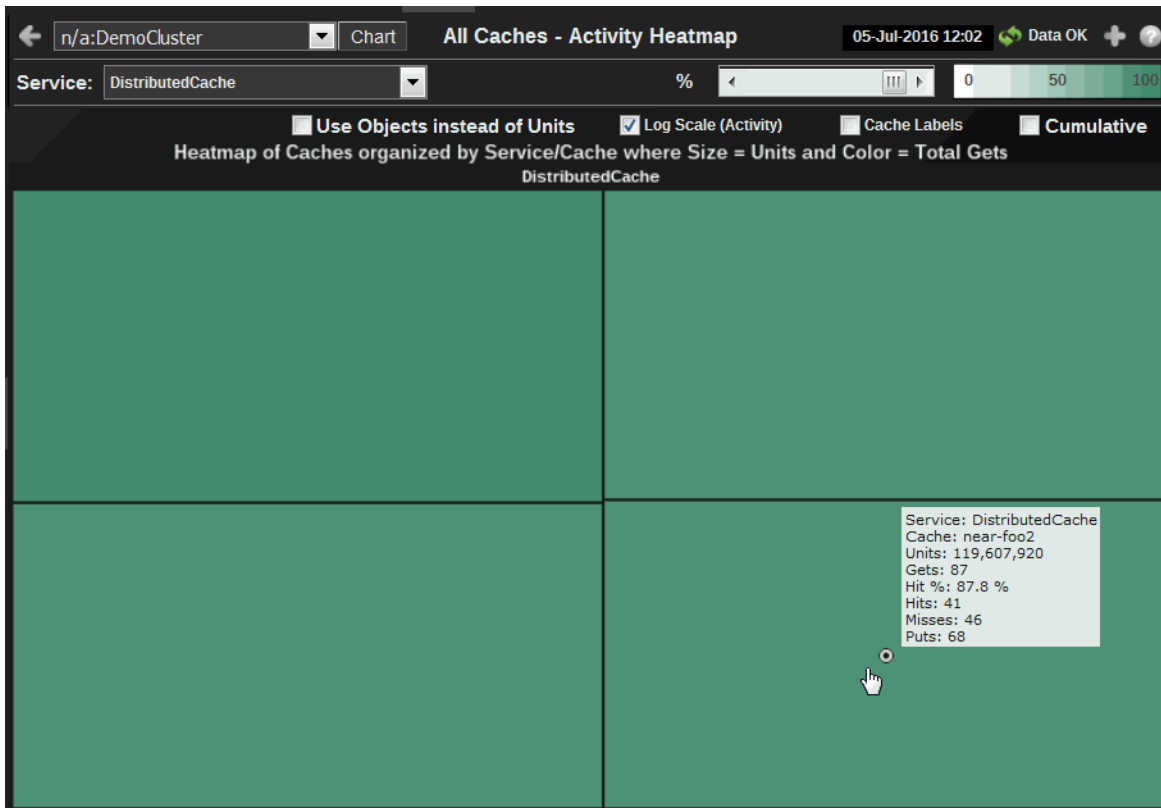 n/a:DemoCluster Chart All Caches - Activity Heatmap 05-Jul-2016 12:02 Data OK
Service: DistributedCache % 0 50 100
Use Objects instead of Units Log Scale (Activity) Cache Labels Cumulative
Heatmap of Caches organized by Service/Cache where Size = Units and Color = Total Gets
DistributedCache
Service: DistributedCache
Cache: near-foo2
Units: 119,607,920
Gets: 87
Hit %: 87.8 %
Hits: 41
Misses: 46
Puts: 68